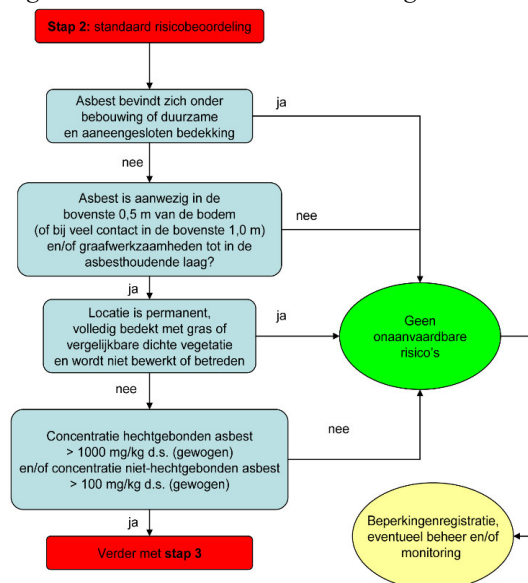 Stap 2: standaard risicobeoordeling
Asbest bevindt zich onder
bebouwing of duurzame
en aaneengesloten bedekking
ja
nee
Asbest is aanwezig in de
bovenste 0,5 m van de bodem
(of bij veel contact in de bovenste 1,0 m)
en/of graafwerkzaamheden tot in de
asbesthoudende laag?
nee
ja
Locatie is permanent,
volledig bedekt met gras of
vergelijkbare dichte vegetatie
en wordt niet bewerkt of betreden
ja
Geen
onaanvaardbare
risico's
nee
Concentratie hechtgebonden asbest
> 1000 mg/kg d.s. (gewogen)
en/of concentratie niet-hechtgebonden asbest
> 100 mg/kg d.s. (gewogen)
nee
ja
Verder met stap 3
Beperkingenregistratie,
eventueel beheer en/of
monitoring